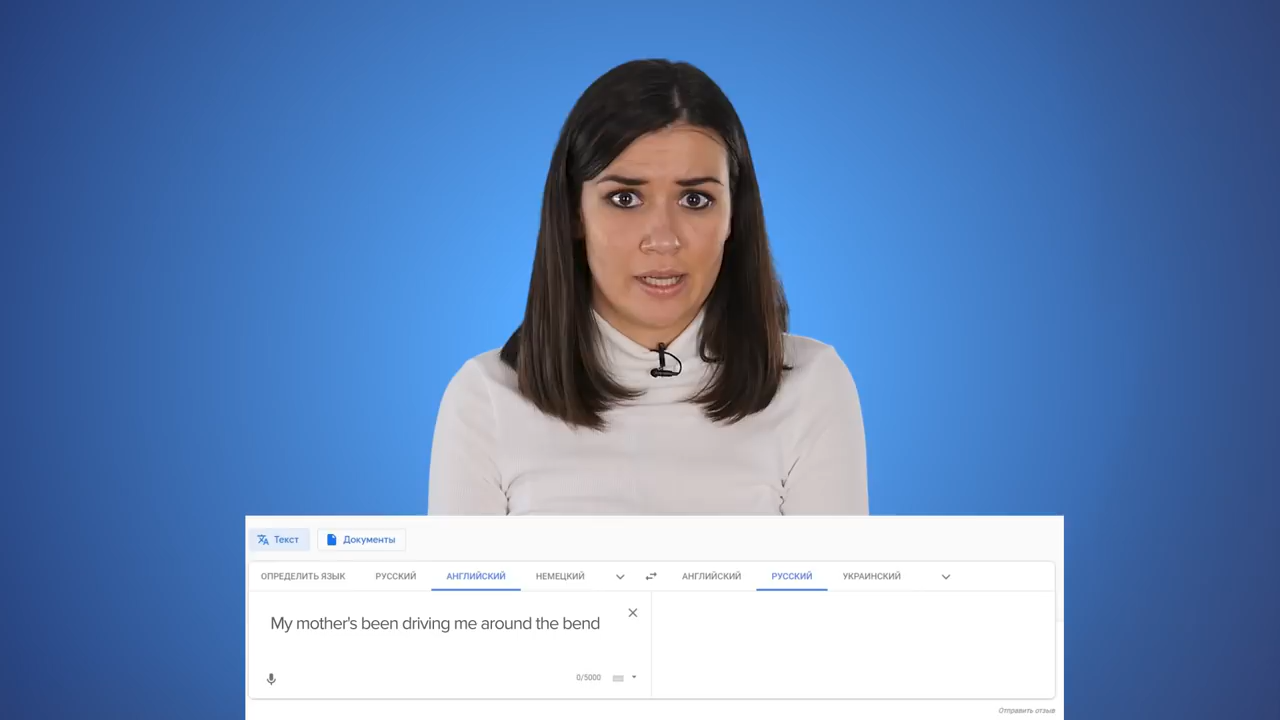 Текст
Документы
ОПРЕДЕЛИТЬ ЯЗЫК РУССКИЙ АНГЛИЙСКИЙ НЕМЕЦКИЙ АНГЛИЙСКИЙ РУССКИЙ УКРАИНСКИЙ
My mother's been driving me around the bend
0/5000
Отправить отзыв